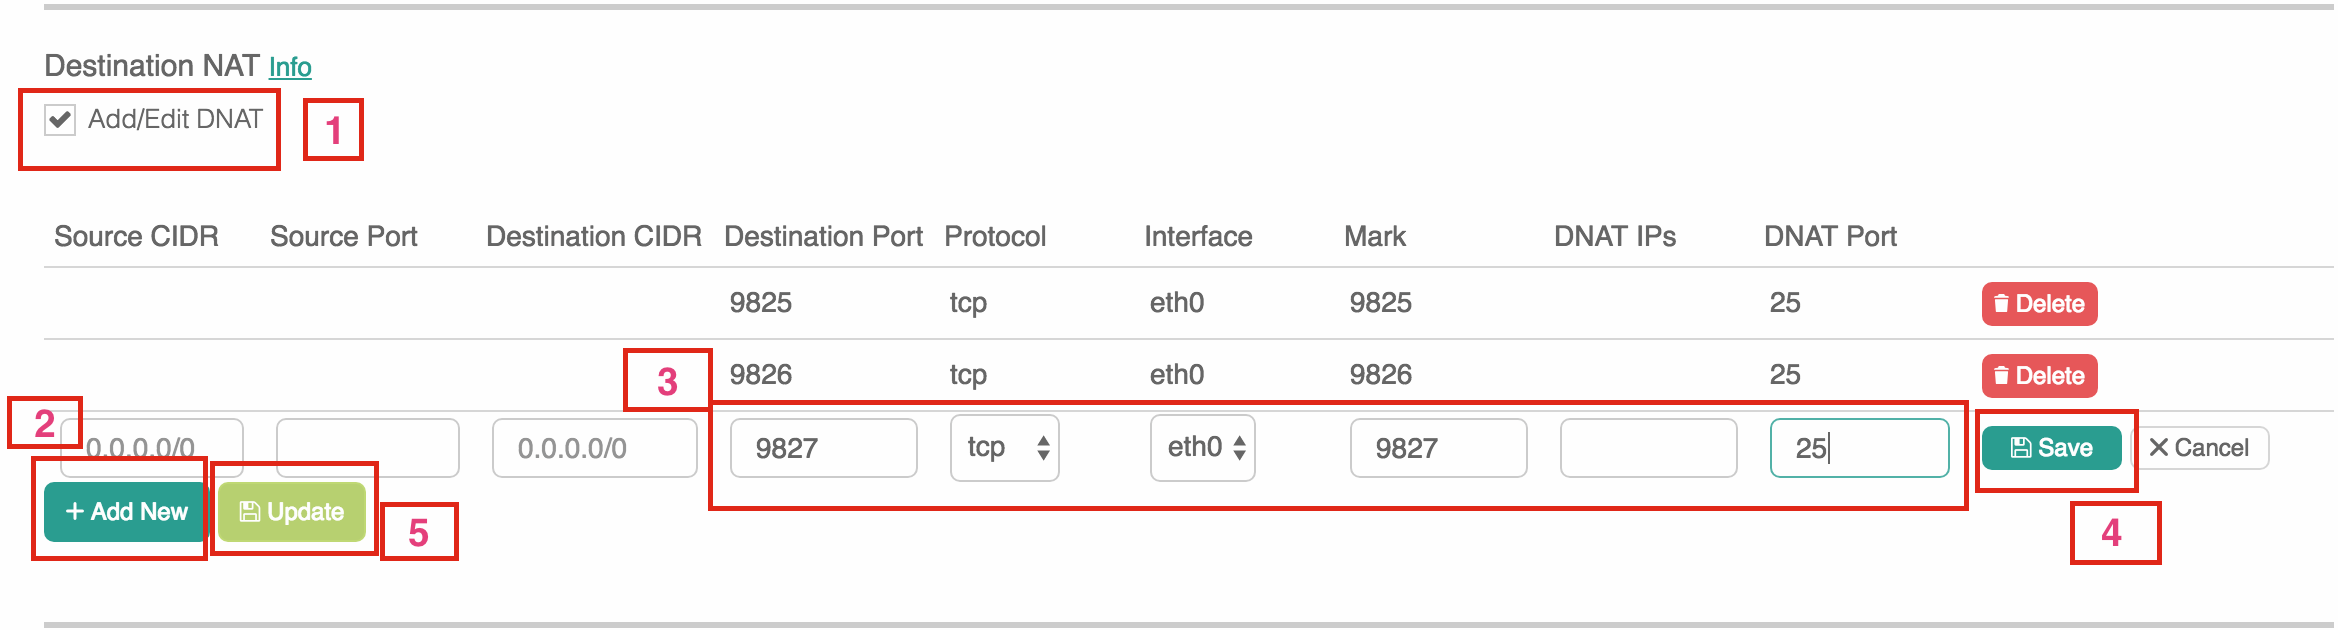 Destination NAT Info
Add/Edit DNAT
1
Source CIDR Source Port Destination CIDR Destination Port Protocol Interface Mark DNAT IPs DNAT Port
9825 tcp eth0 9825 25 Delete
9826 tcp eth0 9826 25 Delete
3
2
0.0.0.0/0 0.0.0.0/0 9827 tcp eth0 9827 25 Save Cancel
+ Add New Update
5
4